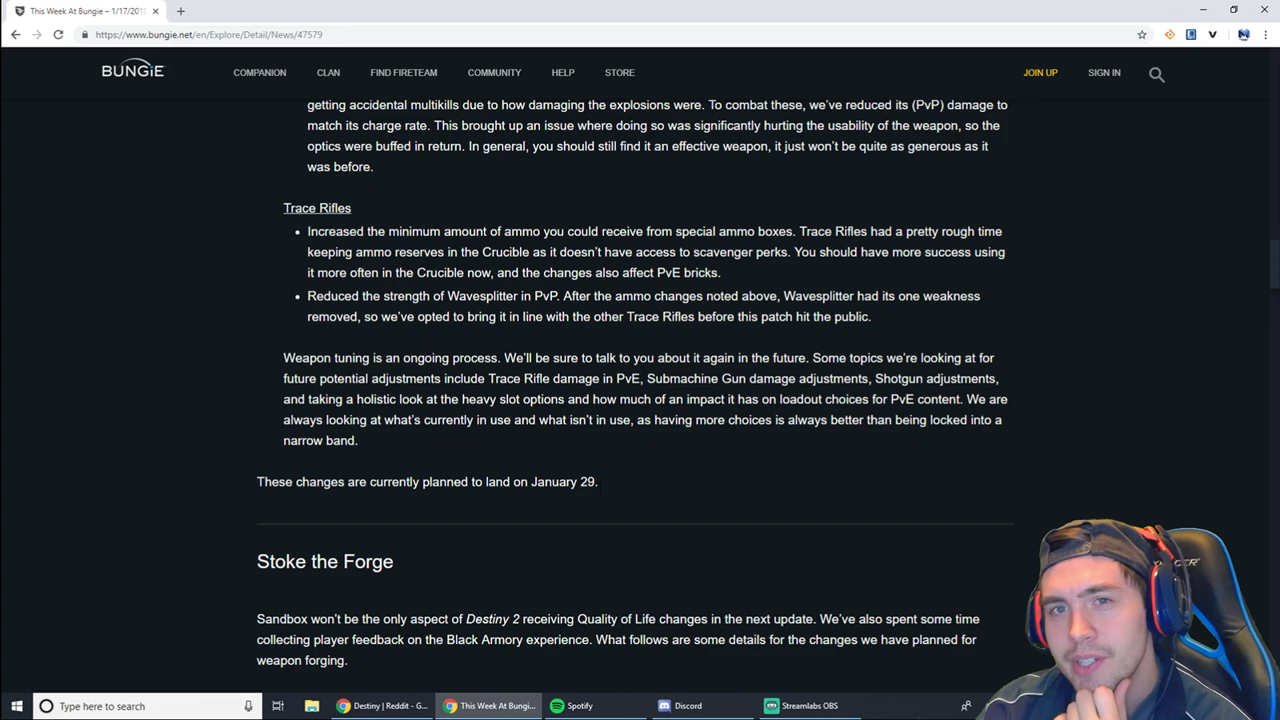 This Week At Bungie – 1/17/201
https://www.bungie.net/en/Explore/Detail/News/47579
BUNGiE COMPANION CLAN FIND FIRETEAM COMMUNITY HELP STORE JOIN UP SIGN IN
getting accidental multikills due to how damaging the explosions were. To combat these, we’ve reduced its (PvP) damage to
match its charge rate. This brought up an issue where doing so was significantly hurting the usability of the weapon, so the
optics were buffed in return. In general, you should still find it an effective weapon, it just won’t be quite as generous as it
was before.
Trace Rifles
• Increased the minimum amount of ammo you could receive from special ammo boxes. Trace Rifles had a pretty rough time
keeping ammo reserves in the Crucible as it doesn’t have access to scavenger perks. You should have more success using
it more often in the Crucible now, and the changes also affect PvE bricks.
• Reduced the strength of Wavesplitter in PvP. After the ammo changes noted above, Wavesplitter had its one weakness
removed, so we’ve opted to bring it in line with the other Trace Rifles before this patch hit the public.
Weapon tuning is an ongoing process. We’ll be sure to talk to you about it again in the future. Some topics we’re looking at for
future potential adjustments include Trace Rifle damage in PvE, Submachine Gun damage adjustments, Shotgun adjustments,
and taking a holistic look at the heavy slot options and how much of an impact it has on loadout choices for PvE content. We are
always looking at what’s currently in use and what isn’t in use, as having more choices is always better than being locked into a
narrow band.
These changes are currently planned to land on January 29.
Stoke the Forge
Sandbox won’t be the only aspect of Destiny 2 receiving Quality of Life changes in the next update. We’ve also spent some time
collecting player feedback on the Black Armory experience. What follows are some details for the changes we have planned for
weapon forging.
Type here to search Destiny | Reddit - G... This Week At Bungi... Spotify Discord Streamlabs OBS